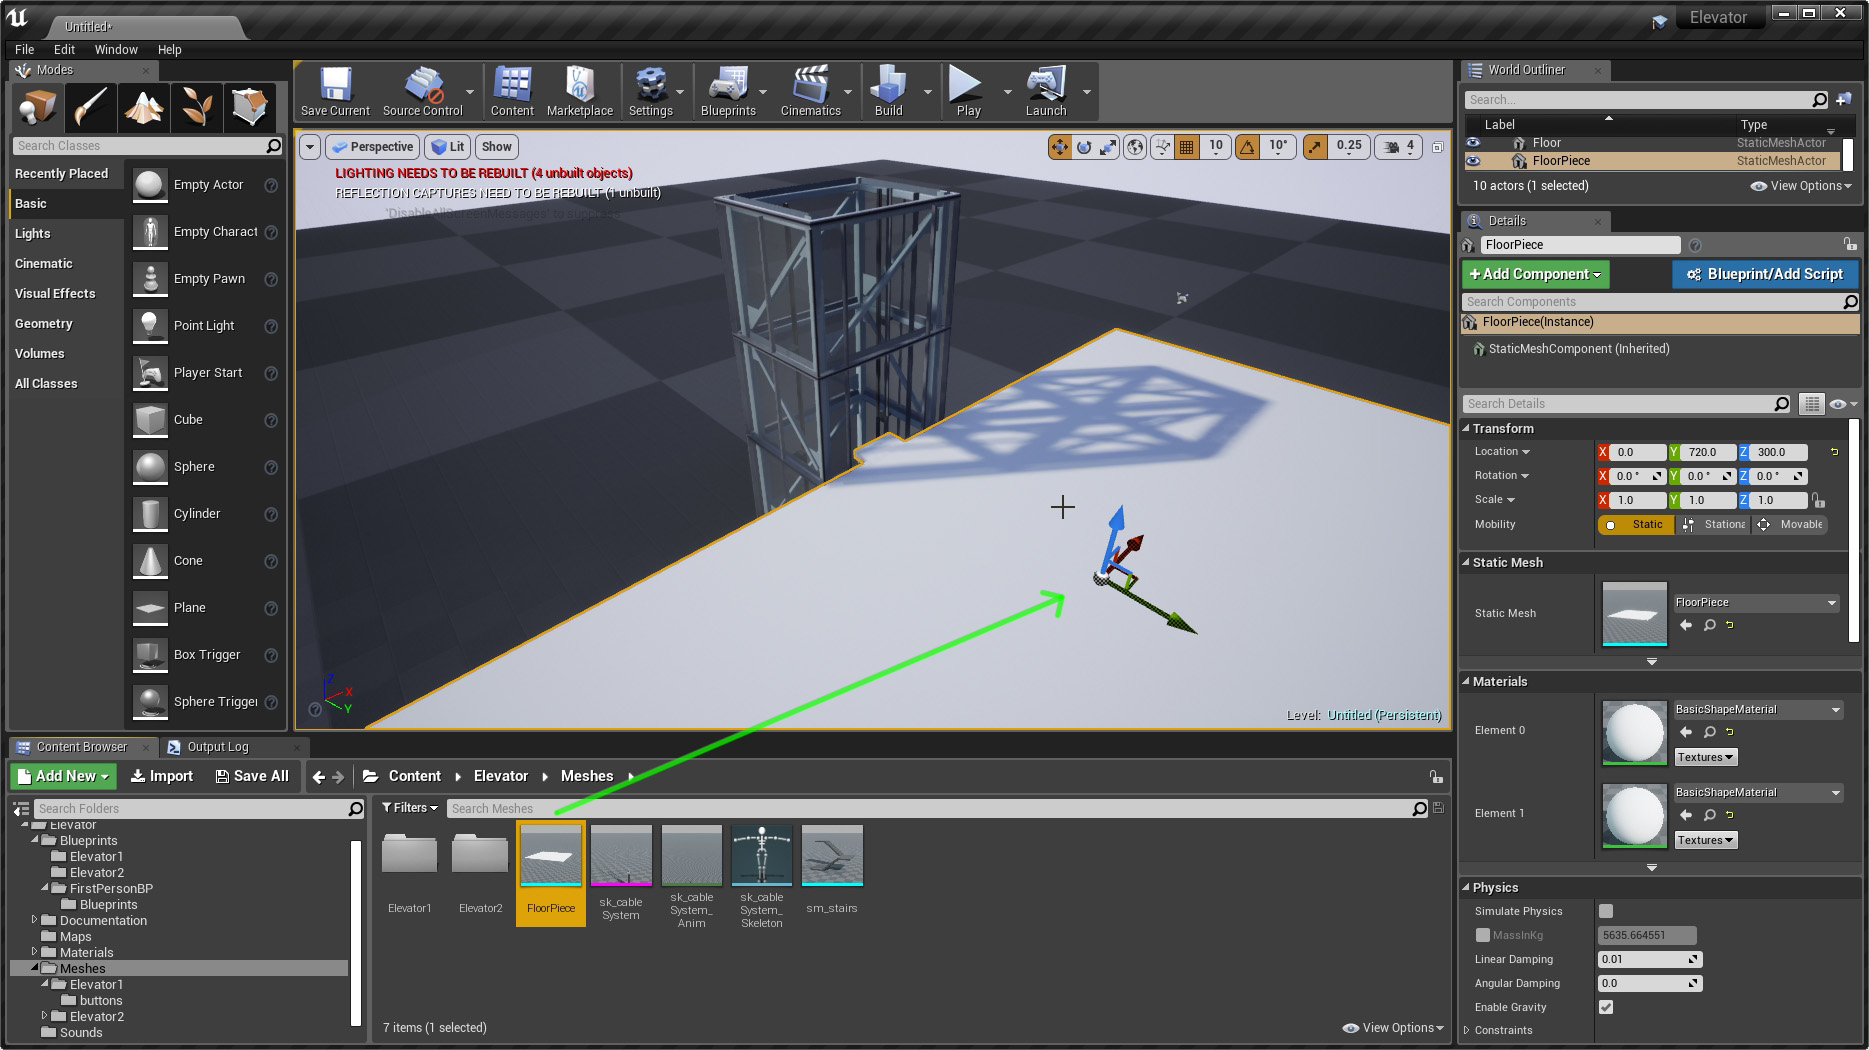 Untitled*
Elevator
File Edit Window Help
Modes
Search Classes
Recently Placed
Basic
Lights
Cinematic
Visual Effects
Geometry
Volumes
All Classes
Empty Actor
Empty Charact
Empty Pawn
Point Light
Player Start
Cube
Sphere
Cylinder
Cone
Plane
Box Trigger
Sphere Trigger
Save Current Source Control Content Marketplace Settings Blueprints Cinematics Build Play Launch
Perspective Lit Show 10 10° 0.25 4
LIGHTING NEEDS TO BE REBUILT (4 unbuilt objects)
REFLECTION CAPTURES NEED TO BE REBUILT (1 unbuilt)
Z
X
Y
Level: Untitled (Persistent)
World Outliner
Search...
Label Type
Floor StaticMeshActor
FloorPiece StaticMeshActor
10 actors (1 selected) View Options
Details
FloorPiece
+Add Component Blueprint/Add Script
Search Components
FloorPiece(Instance)
StaticMeshComponent (Inherited)
Search Details
Transform
Location X 0.0 Y 720.0 Z 300.0
Rotation X 0.0 ° Y 0.0 ° Z 0.0 °
Scale X 1.0 Y 1.0 Z 1.0
Mobility Static Stationa Movable
Static Mesh
Static Mesh FloorPiece
Materials
Element 0 BasicShapeMaterial
Textures
Element 1 BasicShapeMaterial
Textures
Physics
Simulate Physics
MassInKg 5635.664551
Linear Damping 0.01
Angular Damping 0.0
Enable Gravity
Constraints
Content Browser Output Log
Add New Import Save All Content Elevator Meshes
Search Folders
Elevator
Blueprints
Elevator1
Elevator2
FirstPersonBP
Blueprints
Documentation
Maps
Materials
Meshes
Elevator1
buttons
Elevator2
Sounds
Filters Search Meshes
Elevator1
Elevator2
FloorPiece
sk_cable
System
sk_cable
System_
Anim
sk_cable
System_
Skeleton
sm_stairs
7 items (1 selected) View Options